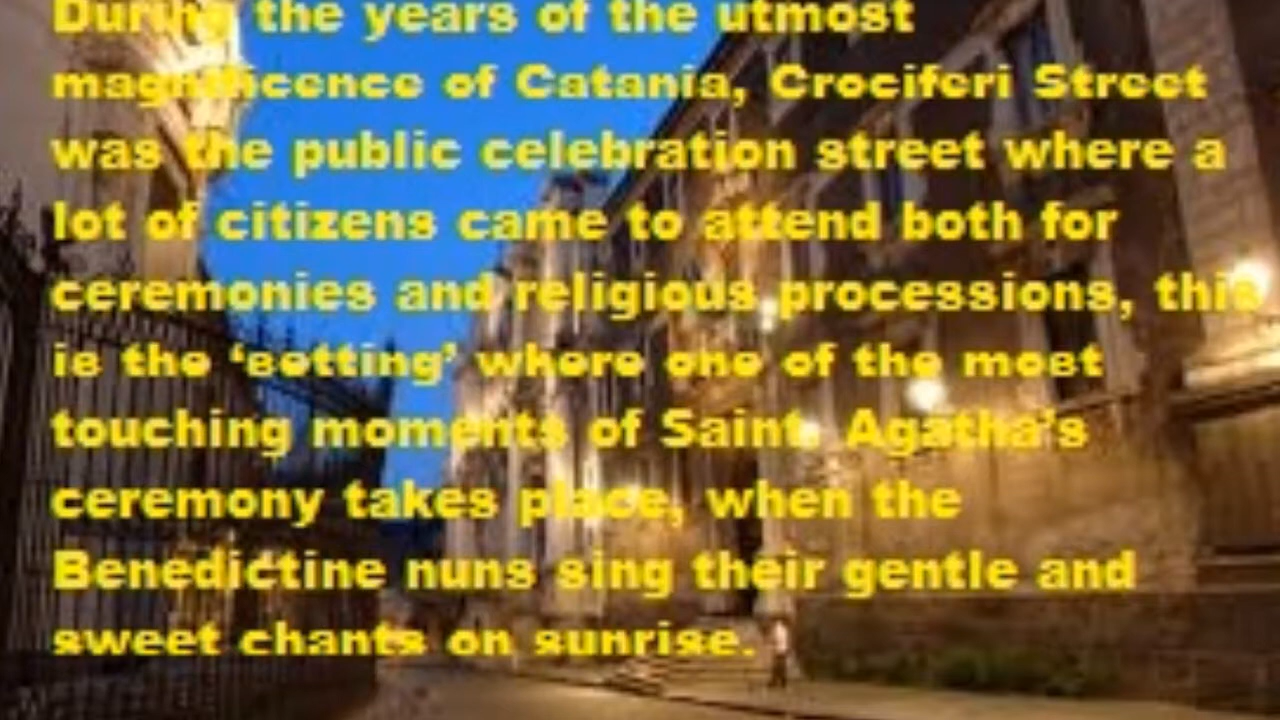 During the years of the utmost
magnificence of Catania, Crociferi Street
was the public celebration street where a
lot of citizens came to attend both for
ceremonies and religious processions, this
is the ‘setting’ where one of the most
touching moments of Saint. Agatha’s
ceremony takes place, when the
Benedictine nuns sing their gentle and
sweet chants on sunrise.